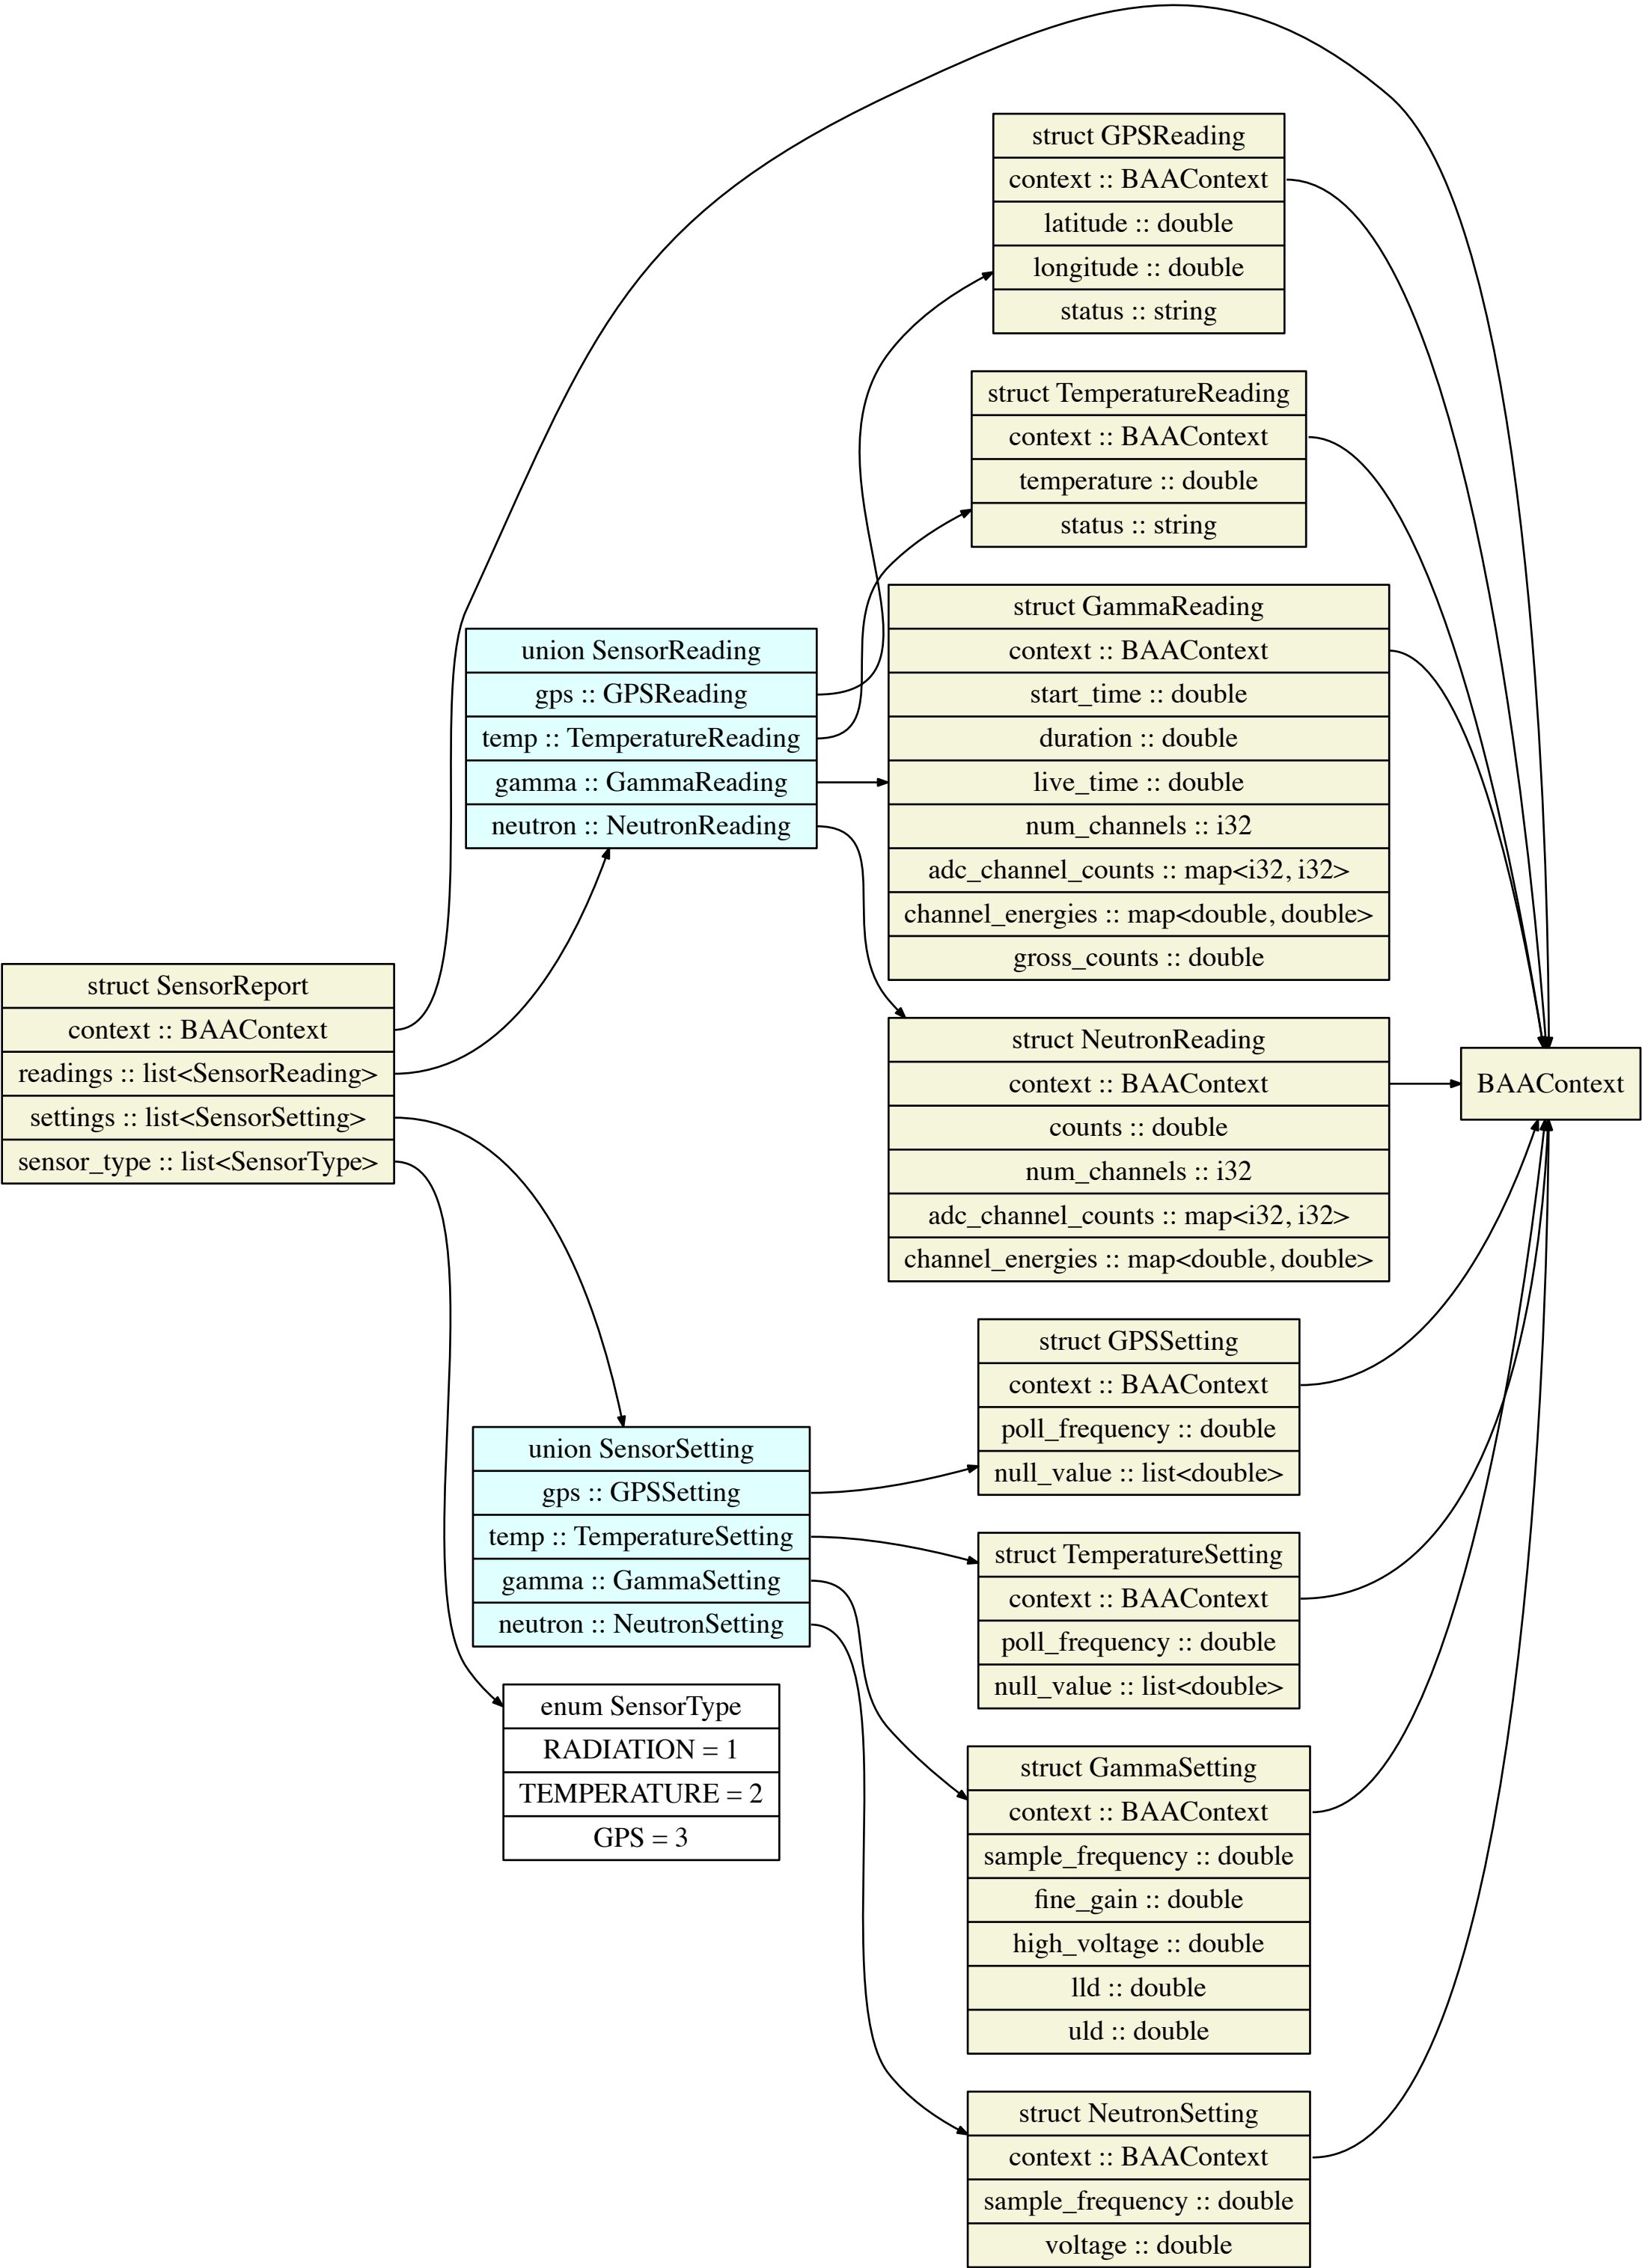 struct SensorReport
context :: BAAContext
readings :: list<SensorReading>
settings :: list<SensorSetting>
sensor_type :: list<SensorType>
union SensorReading
gps :: GPSReading
temp :: TemperatureReading
gamma :: GammaReading
neutron :: NeutronReading
union SensorSetting
gps :: GPSSetting
temp :: TemperatureSetting
gamma :: GammaSetting
neutron :: NeutronSetting
enum SensorType
RADIATION = 1
TEMPERATURE = 2
GPS = 3
struct GPSReading
context :: BAAContext
latitude :: double
longitude :: double
status :: string
struct TemperatureReading
context :: BAAContext
temperature :: double
status :: string
struct GammaReading
context :: BAAContext
start_time :: double
duration :: double
live_time :: double
num_channels :: i32
adc_channel_counts :: map<i32, i32>
channel_energies :: map<double, double>
gross_counts :: double
struct NeutronReading
context :: BAAContext
counts :: double
num_channels :: i32
adc_channel_counts :: map<i32, i32>
channel_energies :: map<double, double>
struct GPSSetting
context :: BAAContext
poll_frequency :: double
null_value :: list<double>
struct TemperatureSetting
context :: BAAContext
poll_frequency :: double
null_value :: list<double>
struct GammaSetting
context :: BAAContext
sample_frequency :: double
fine_gain :: double
high_voltage :: double
lld :: double
uld :: double
struct NeutronSetting
context :: BAAContext
sample_frequency :: double
voltage :: double
BAAContext